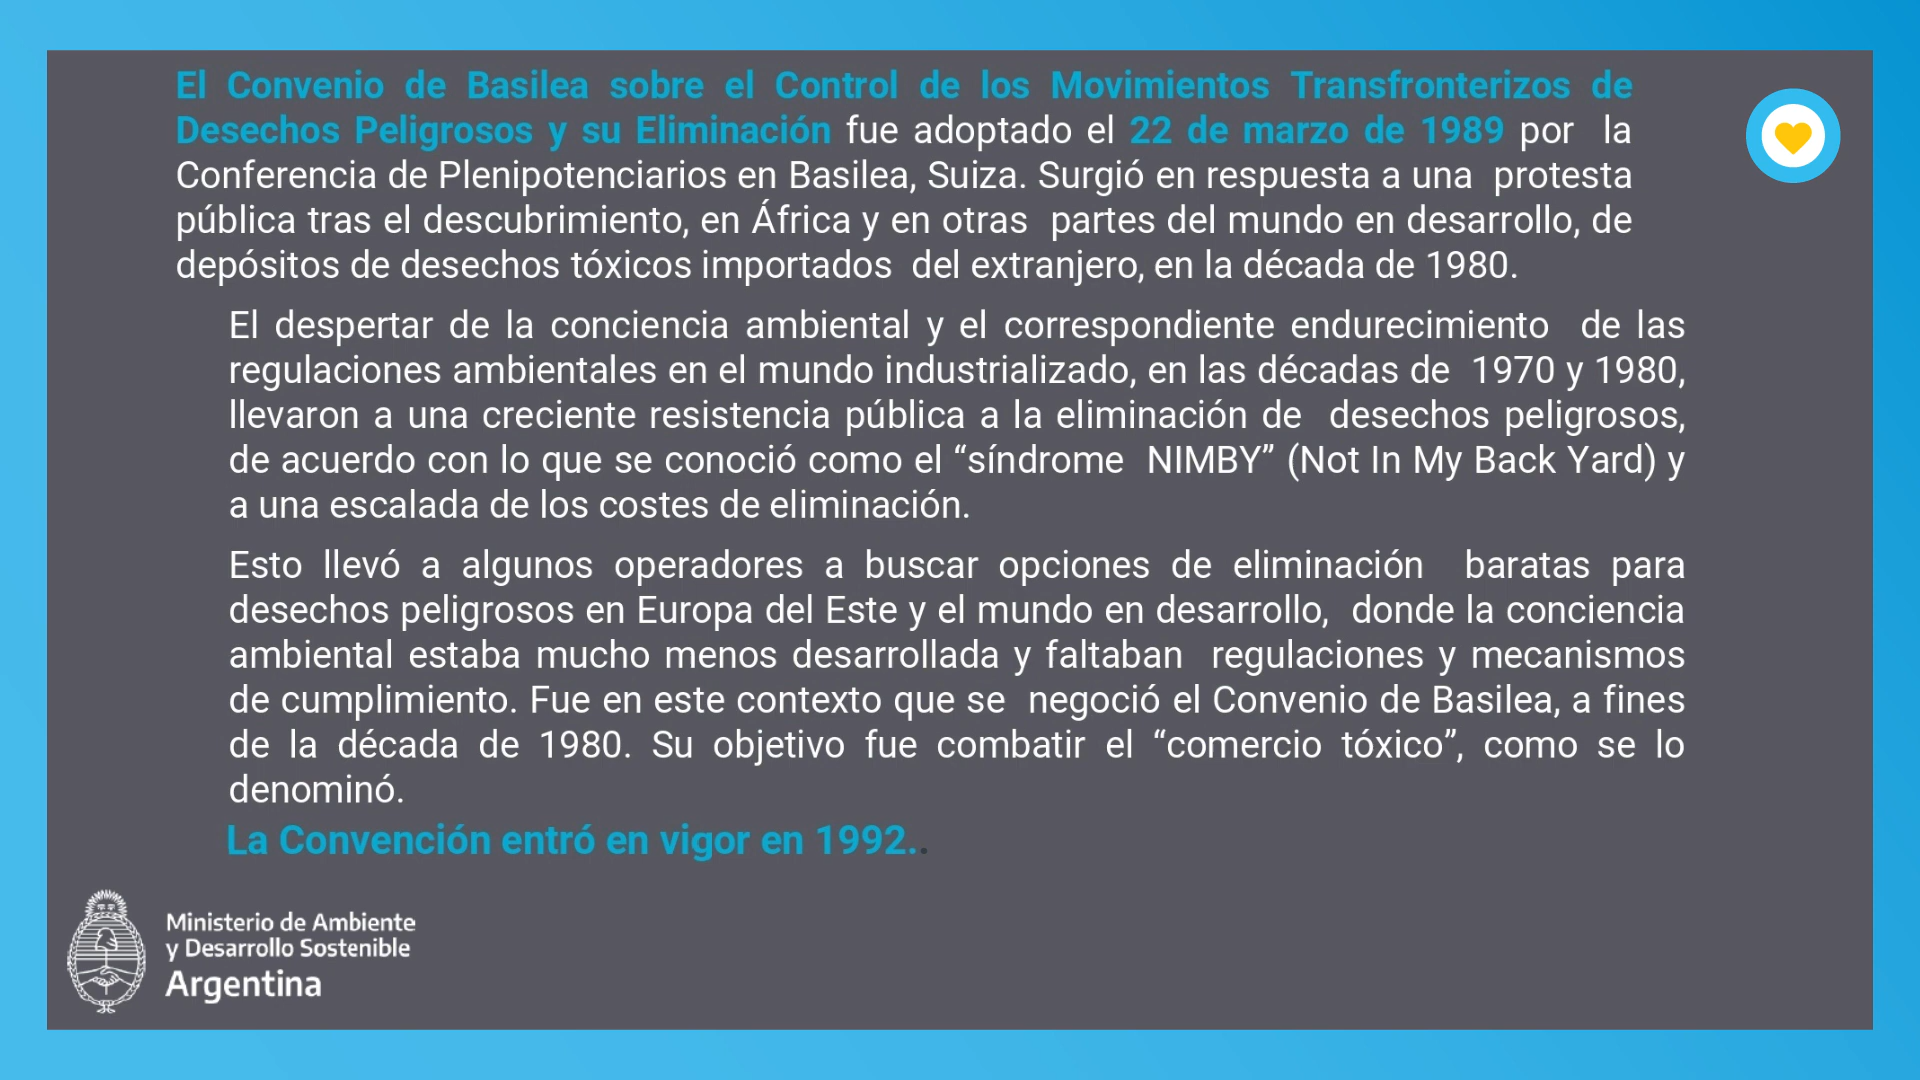 El Convenio de Basilea sobre el Control de los Movimientos Transfronterizos de
Desechos Peligrosos y su Eliminación fue adoptado el 22 de marzo de 1989 por la
Conferencia de Plenipotenciarios en Basilea, Suiza. Surgió en respuesta a una protesta
pública tras el descubrimiento, en África y en otras partes del mundo en desarrollo, de
depósitos de desechos tóxicos importados del extranjero, en la década de 1980.
El despertar de la conciencia ambiental y el correspondiente endurecimiento de las
regulaciones ambientales en el mundo industrializado, en las décadas de 1970 y 1980,
llevaron a una creciente resistencia pública a la eliminación de desechos peligrosos,
de acuerdo con lo que se conoció como el “síndrome NIMBY” (Not In My Back Yard) y
a una escalada de los costes de eliminación.
Esto llevó a algunos operadores a buscar opciones de eliminación baratas para
desechos peligrosos en Europa del Este y el mundo en desarrollo, donde la conciencia
ambiental estaba mucho menos desarrollada y faltaban regulaciones y mecanismos
de cumplimiento. Fue en este contexto que se negoció el Convenio de Basilea, a fines
de la década de 1980. Su objetivo fue combatir el “comercio tóxico”, como se lo
denominó.
La Convención entró en vigor en 1992..
Ministerio de Ambiente
y Desarrollo Sostenible
Argentina